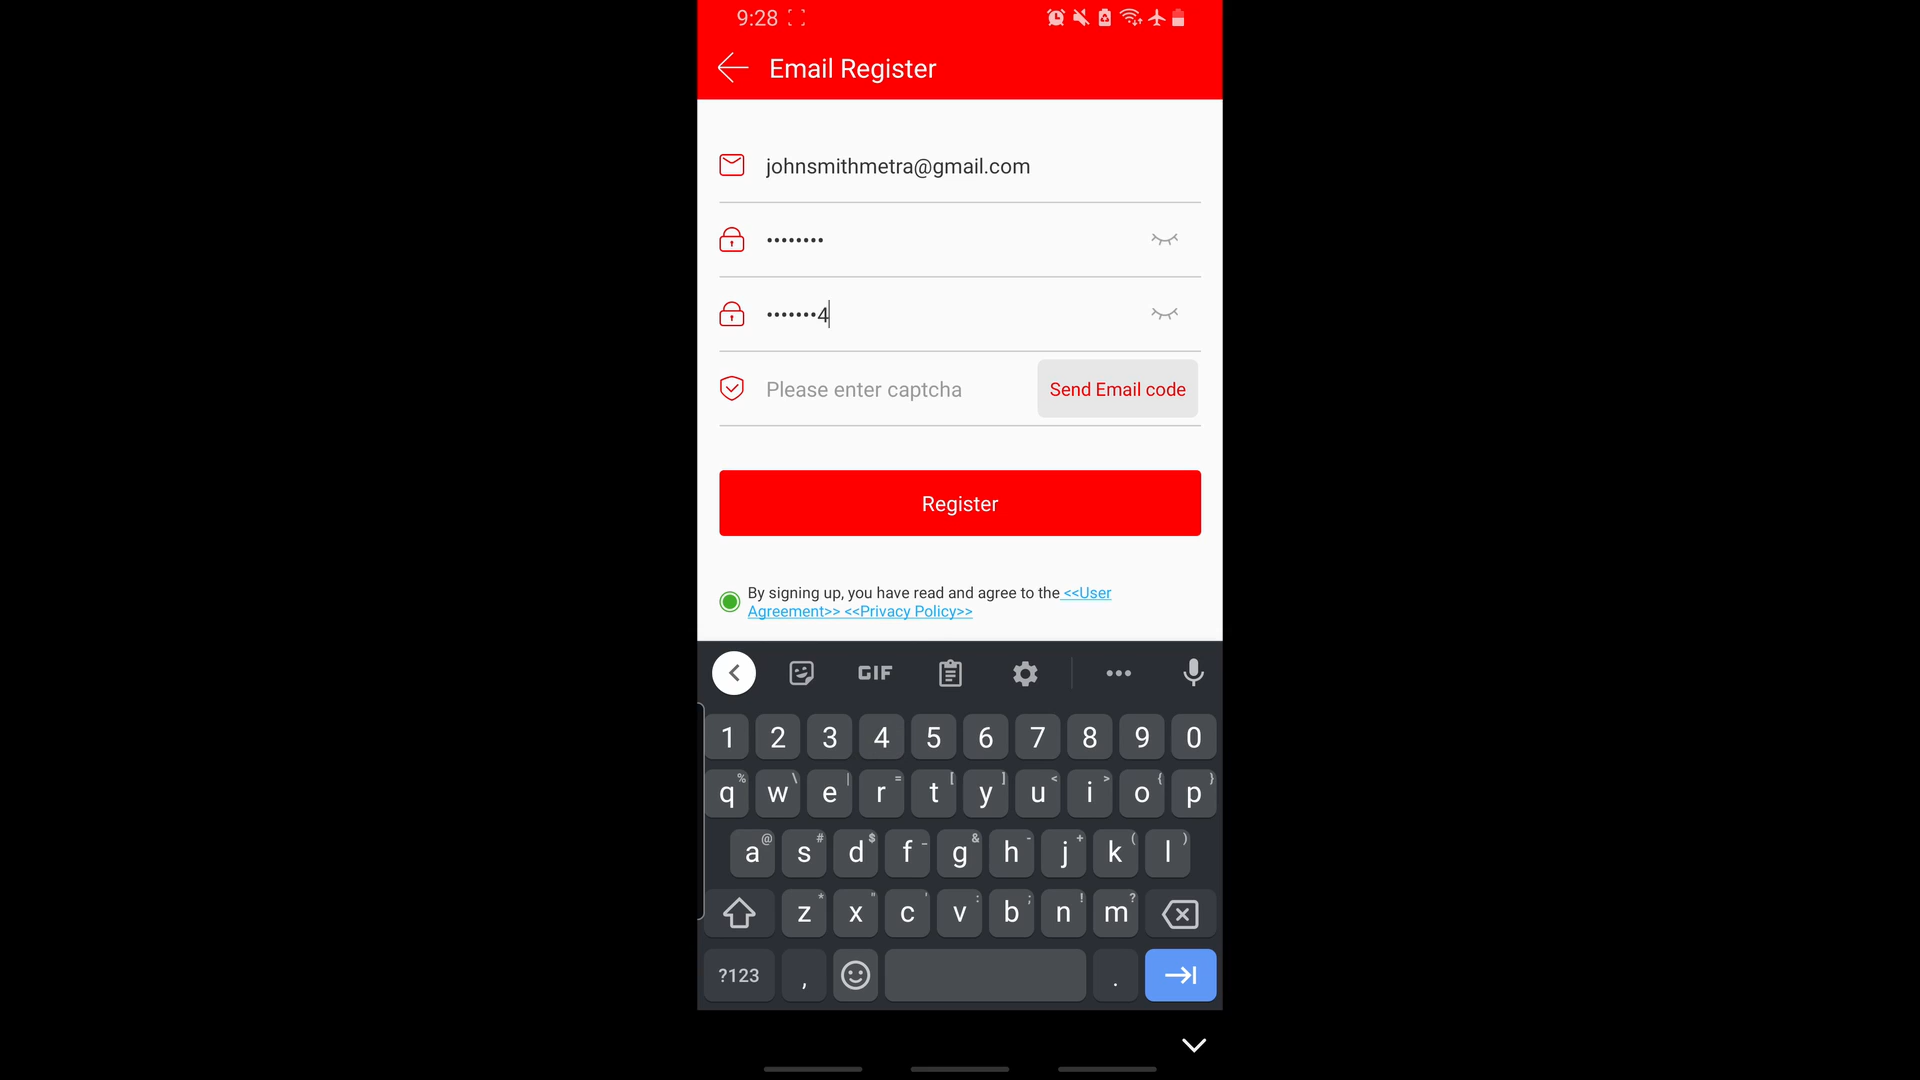 9:28
Email Register
johnsmithmetra@gmail.com
••••••••
•••••••4
Please enter captcha
Send Email code
Register
By signing up, you have read and agree to the <<User
Agreement>> <<Privacy Policy>>
GIF
1 2 3 4 5 6 7 8 9 0
% \ | = [ ] < > { }
q w e r t y u i o p
@ # $ _ & - + ( )
a s d f g h j k l
* " ' : ; ! ?
z x c v b n m
?123 , .